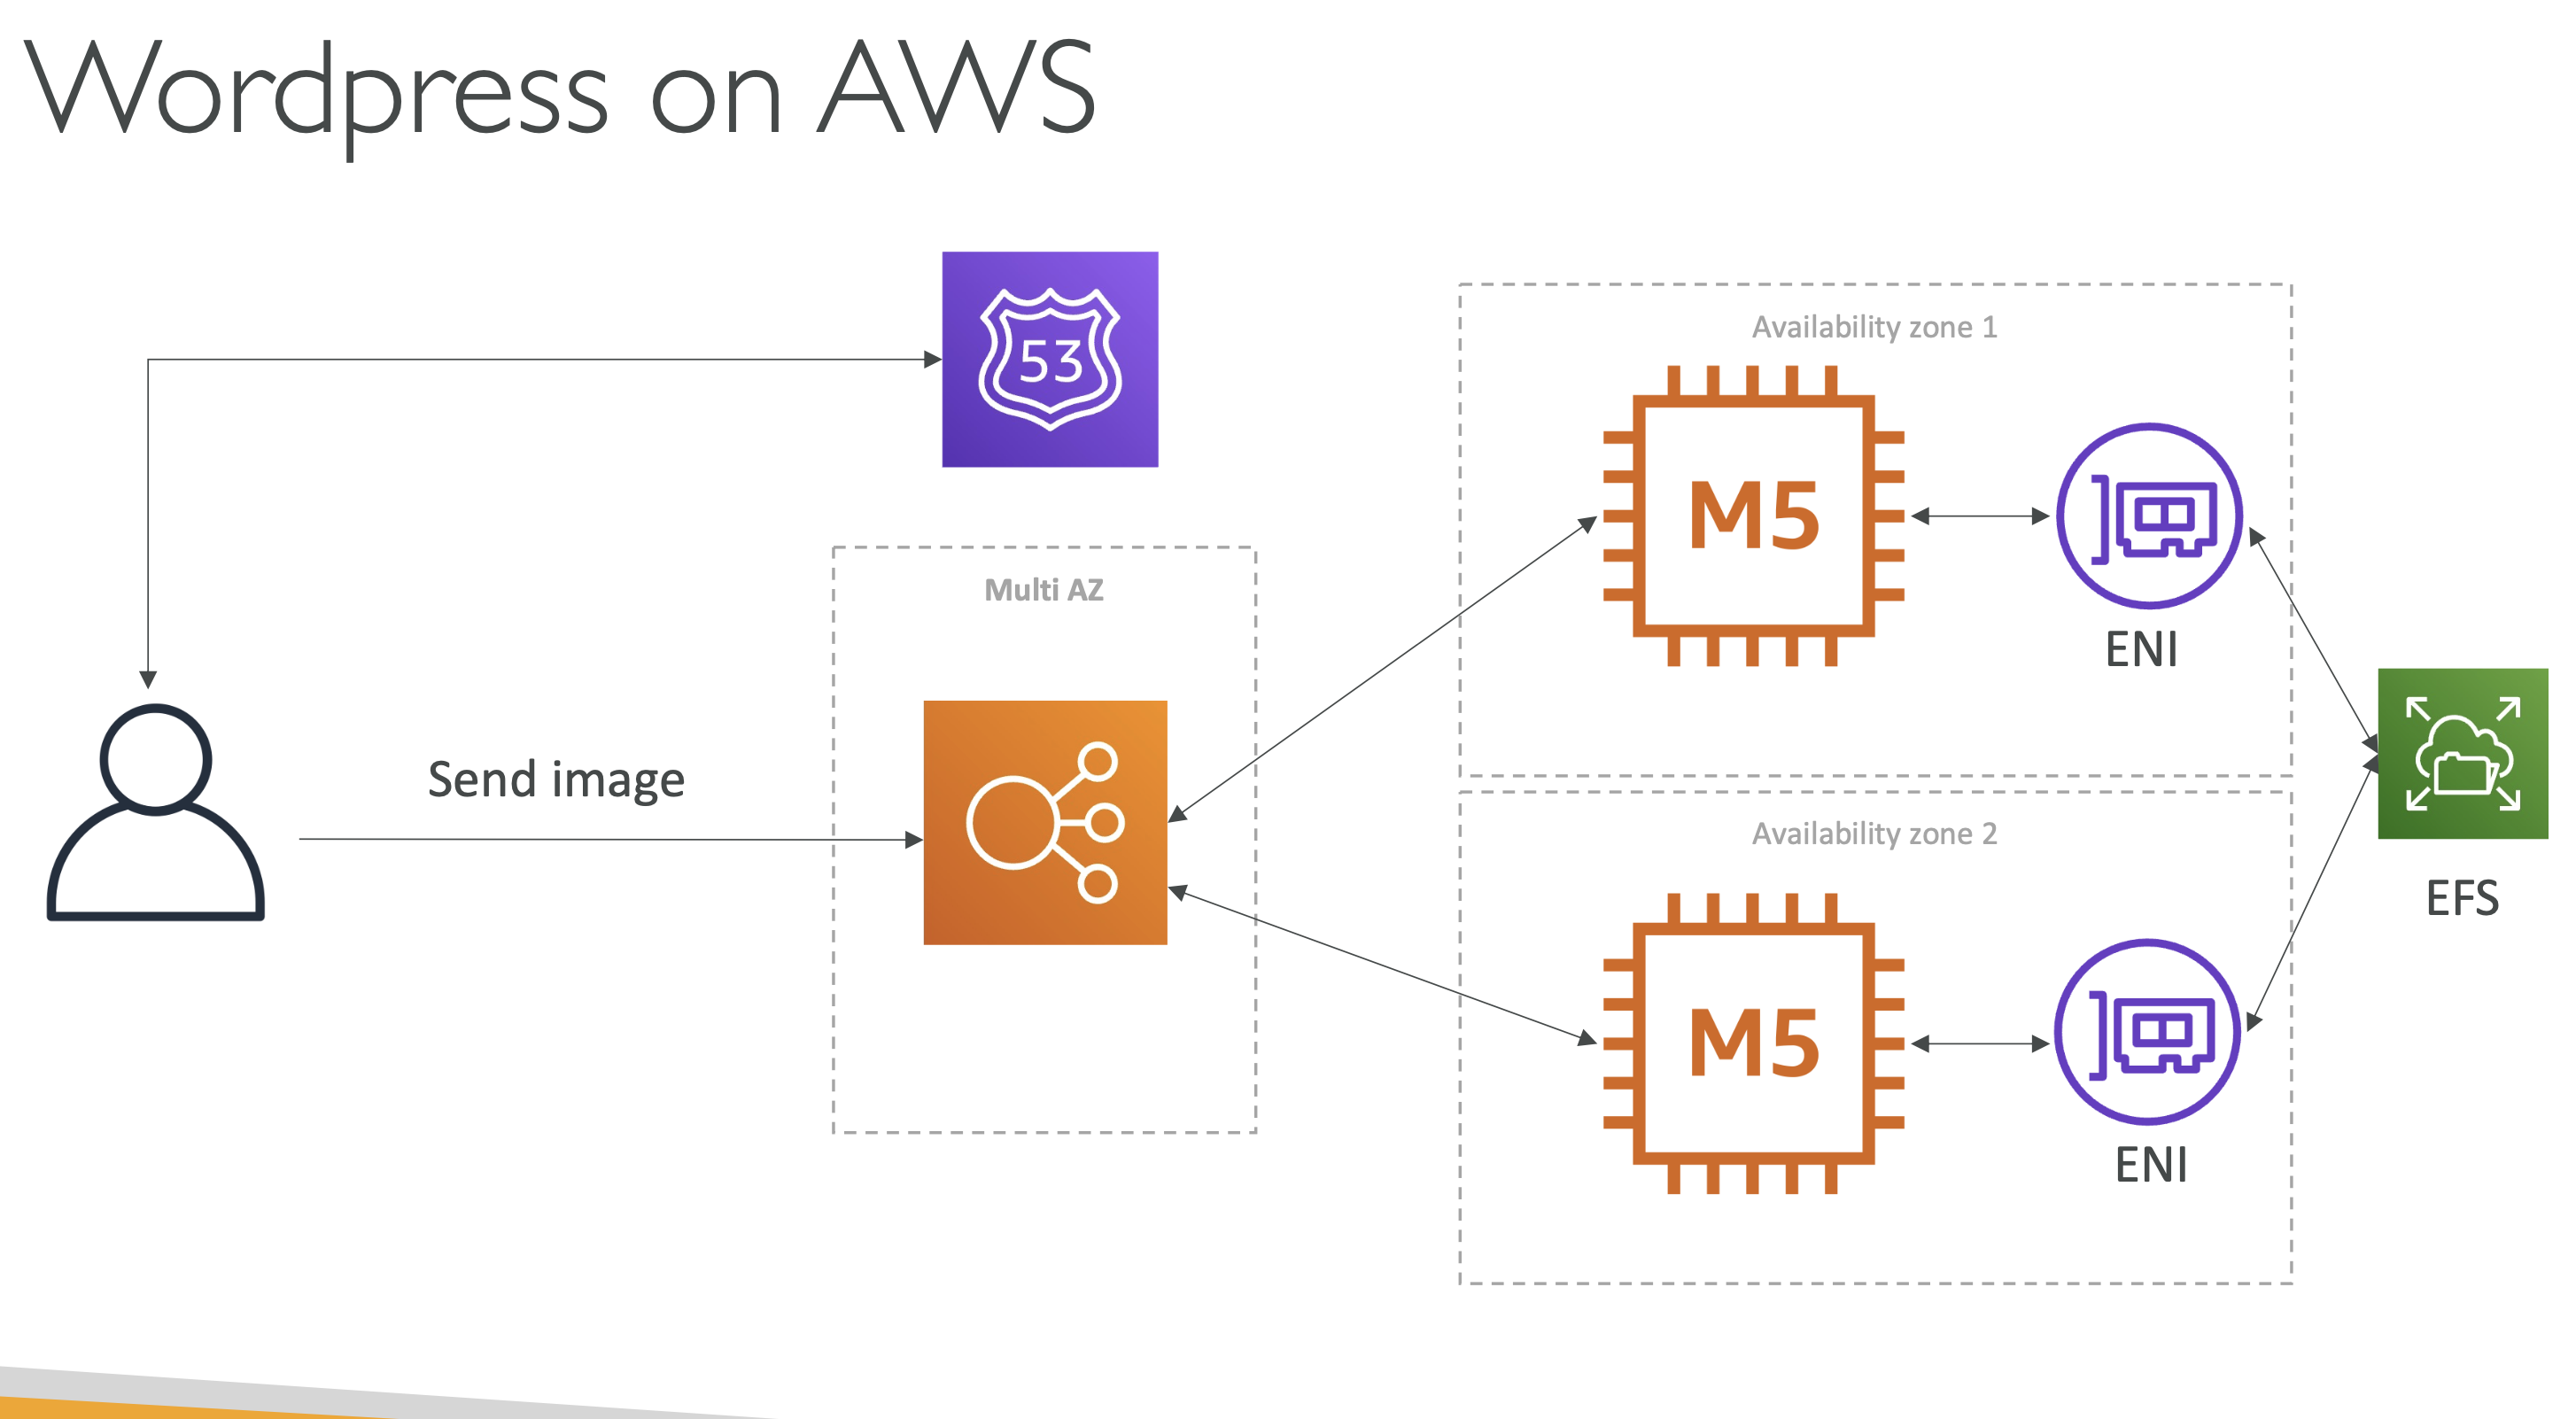 Wordpress on AWS
53
Multi AZ
Send image
Availability zone 1
M5
ENI
Availability zone 2
M5
ENI
EFS